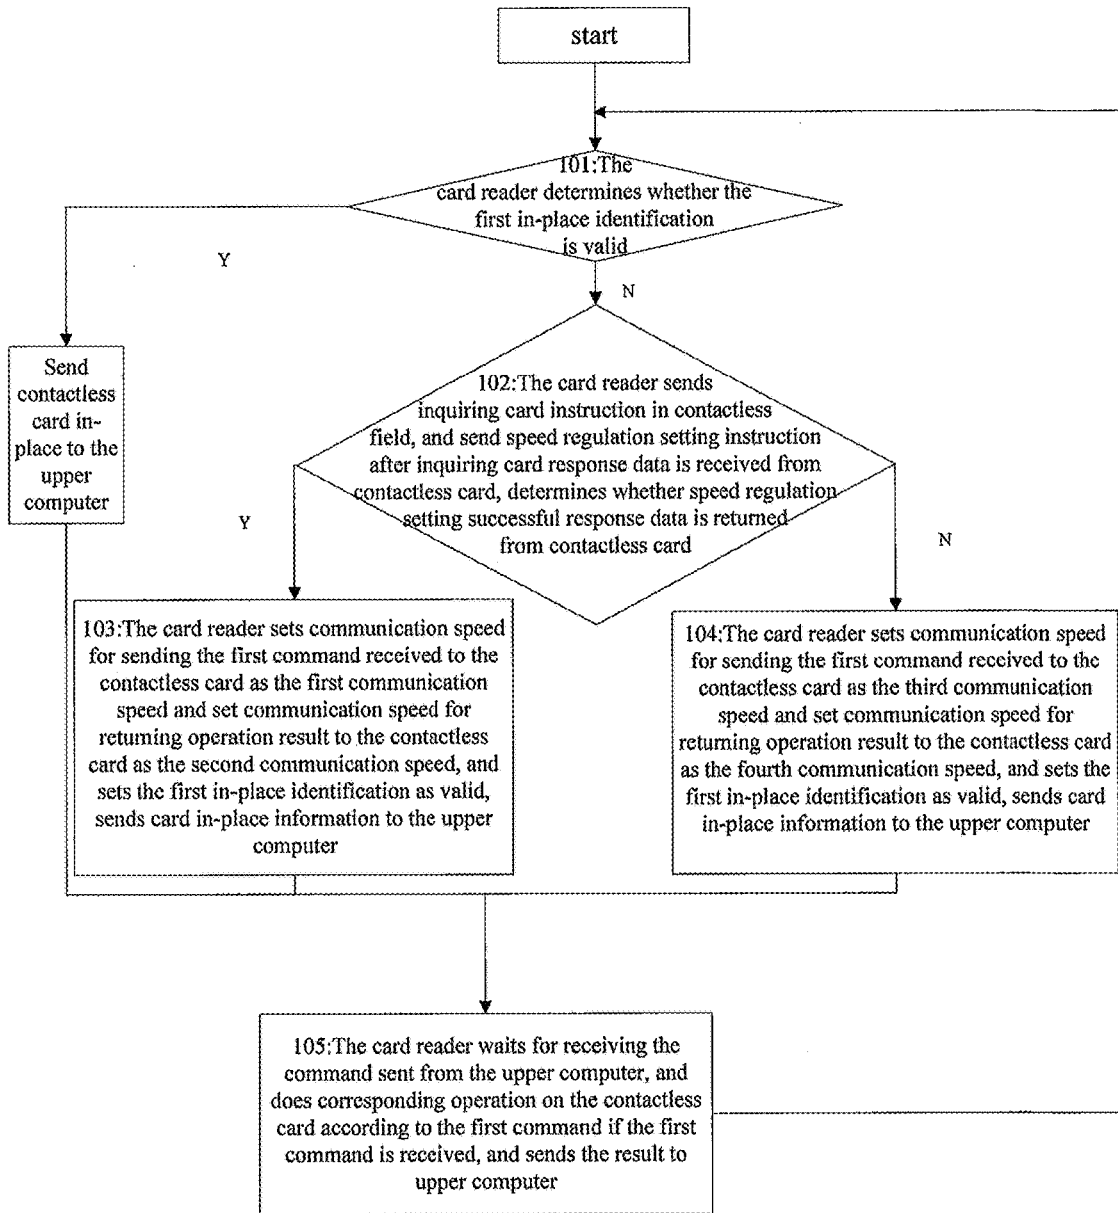 start
101:The
card reader determines whether the
first in-place identification
is valid
Y
N
Send
contactless
card in-
place to the
upper
computer
102:The card reader sends
inquiring card instruction in contactless
field, and send speed regulation setting instruction
after inquiring card response data is received from
contactless card, determines whether speed regulation
setting successful response data is returned
from contactless card
Y
N
103:The card reader sets communication speed
for sending the first command received to the
contactless card as the first communication
speed and set communication speed for
returning operation result to the contactless
card as the second communication speed, and
sets the first in-place identification as valid,
sends card in-place information to the upper
computer
104:The card reader sets communication speed
for sending the first command received to the
contactless card as the third communication
speed and set communication speed for
returning operation result to the contactless card
as the fourth communication speed, and sets the
first in-place identification as valid, sends card
in-place information to the upper computer
105:The card reader waits for receiving the
command sent from the upper computer, and
does corresponding operation on the contactless
card according to the first command if the first
command is received, and sends the result to
upper computer